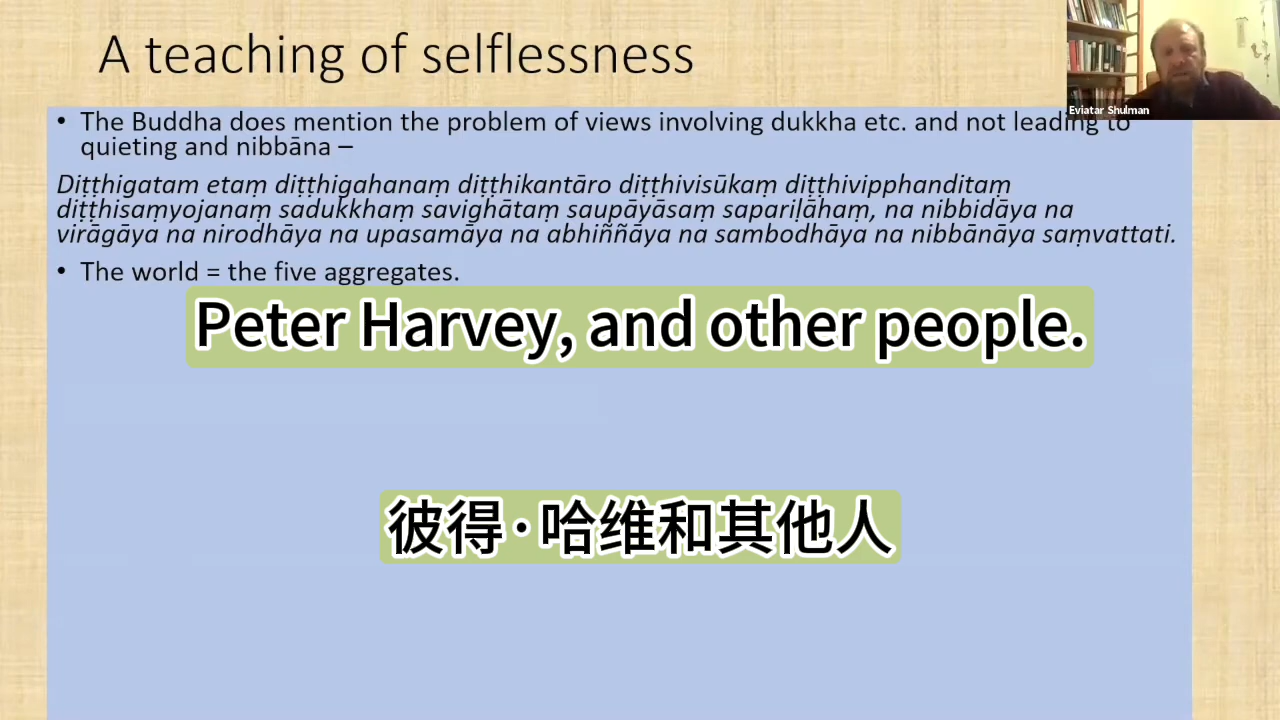 A teaching of selflessness
Eviatar Shulman
• The Buddha does mention the problem of views involving dukkha etc. and not leading to
quieting and nibbāna –
Diṭṭhigatam etaṃ diṭṭhigahanaṃ diṭṭhikantāro diṭṭhivisūkaṃ diṭṭhivipphanditaṃ
diṭṭhisaṃyojanaṃ sadukkhaṃ savighātaṃ saupāyāsaṃ sapariḷāhaṃ, na nibbidāya na
virāgāya na nirodhāya na upasamāya na abhiññāya na sambodhāya na nibbānāya saṃvattati.
• The world = the five aggregates.
Peter Harvey, and other people.
彼得·哈维和其他人